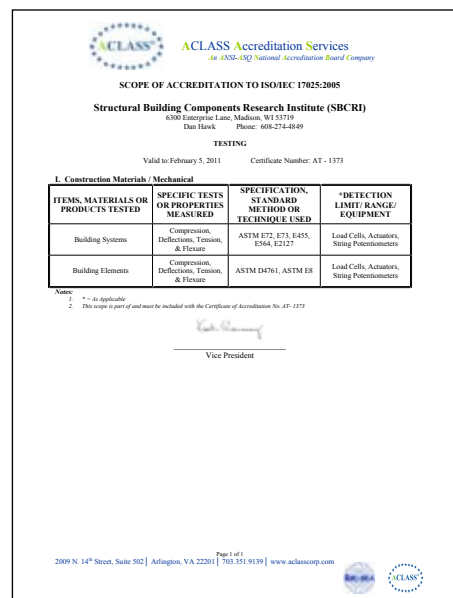 ACLASS
ACLASS Accreditation Services
An ANSI-ASQ National Accreditation Board Company
SCOPE OF ACCREDITATION TO ISO/IEC 17025:2005
Structural Building Components Research Institute (SBCRI)
6300 Enterprise Lane, Madison, WI 53719
Dan Hawk Phone: 608-274-4849
TESTING
Valid to: February 5, 2011 Certificate Number: AT - 1373
I. Construction Materials / Mechanical
ITEMS, MATERIALS OR
PRODUCTS TESTED
SPECIFIC TESTS
OR PROPERTIES
MEASURED
SPECIFICATION,
STANDARD
METHOD OR
TECHNIQUE USED
*DETECTION
LIMIT/ RANGE/
EQUIPMENT
Building Systems
Compression,
Deflections, Tension,
& Flexure
ASTM E72, E73, E455,
E564, E2127
Load Cells, Actuators,
String Potentiometers
Building Elements
Compression,
Deflections, Tension,
& Flexure
ASTM D4761, ASTM E8
Load Cells, Actuators,
String Potentiometers
Notes:
1. * = As Applicable
2. This scope is part of and must be included with the Certificate of Accreditation No. AT- 1373
Vice President
Page 1 of 1
2009 N. 14th Street, Suite 502 | Arlington, VA 22201 | 703.351.9139 | www.aclasscorp.com
ACLASS